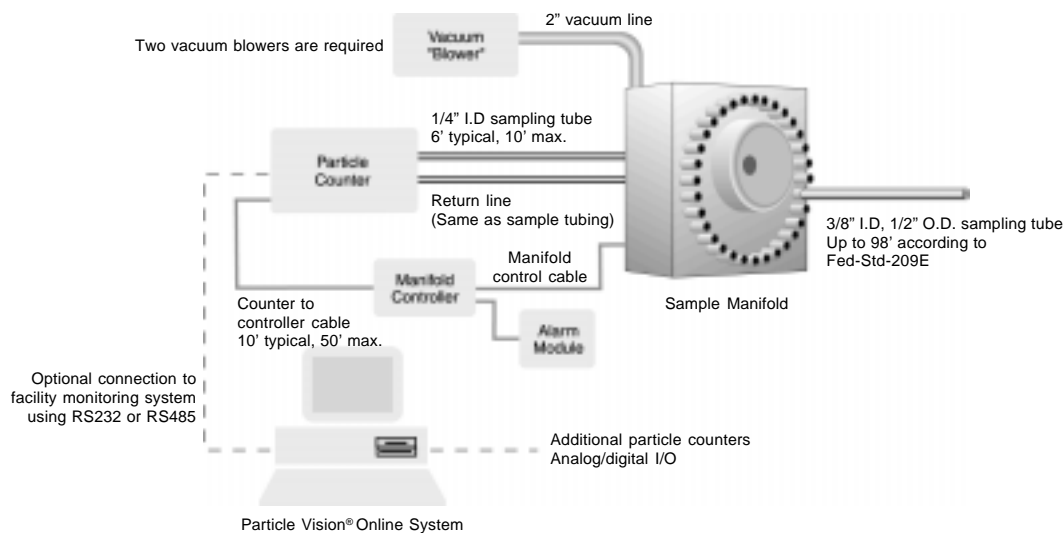 2” vacuum line
Two vacuum blowers are required
Vacuum
"Blower"
1/4” I.D sampling tube
6’ typical, 10’ max.
Particle
Counter
Return line
(Same as sample tubing)
3/8” I.D, 1/2” O.D. sampling tube
Up to 98’ according to
Fed-Std-209E
Manifold
control cable
Manifold
Controller
Sample Manifold
Counter to
controller cable
10’ typical, 50’ max.
Alarm
Module
Optional connection to
facility monitoring system
using RS232 or RS485
Additional particle counters
Analog/digital I/O
Particle Vision® Online System